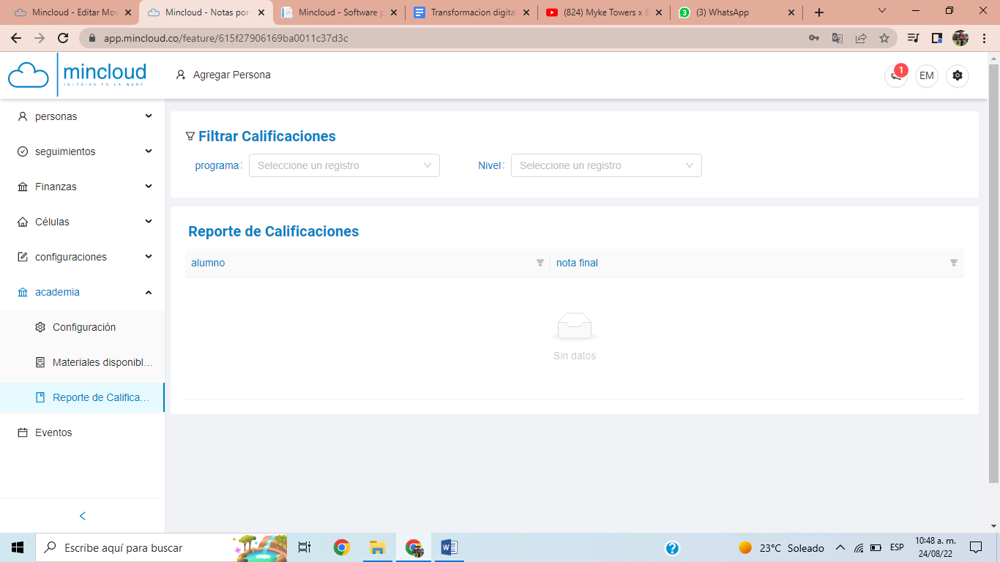 Mincloud - Editar Mov
Mincloud - Notas por
Mincloud - Software p
Transformacion digital
(824) Myke Towers x
3
(3) WhatsApp
app.mincloud.co/feature/615f27906169ba0011c37d3c
mincloud
IGLESIAS EN LA NUBE
Agregar Persona
1
EM
personas
seguimientos
Finanzas
Células
configuraciones
academia
Configuración
Materiales disponibl...
Reporte de Califica...
Eventos
Filtrar Calificaciones
programa: Seleccione un registro
Nivel: Seleccione un registro
Reporte de Calificaciones
alumno
nota final
Sin datos
Escribe aquí para buscar
23°C Soleado
ESP
10:48 a. m.
24/08/22